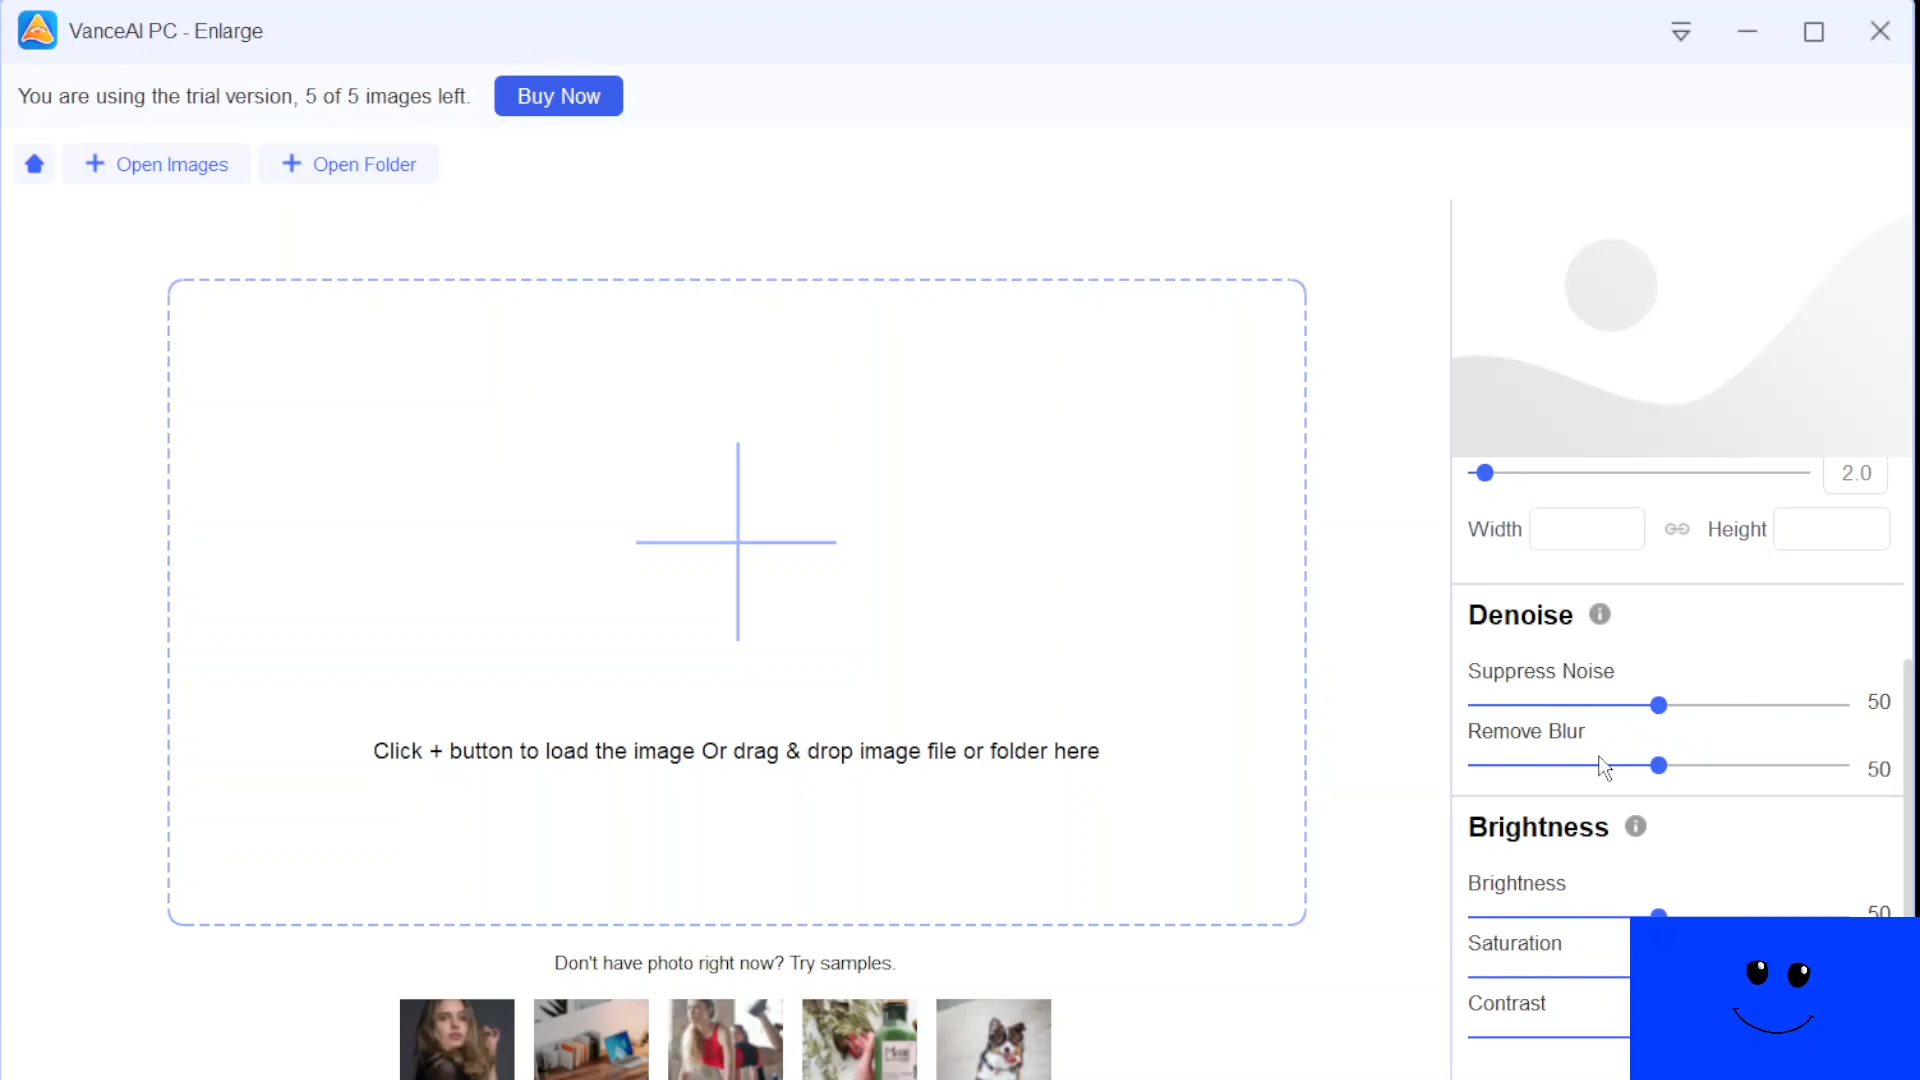 VanceAI PC - Enlarge
You are using the trial version, 5 of 5 images left.
Buy Now
Open Images
Open Folder
2.0
Width
Height
Denoise
Suppress Noise
50
Remove Blur
50
Click + button to load the image Or drag & drop image file or folder here
Brightness
Brightness
50
Saturation
Contrast
Don't have photo right now? Try samples.